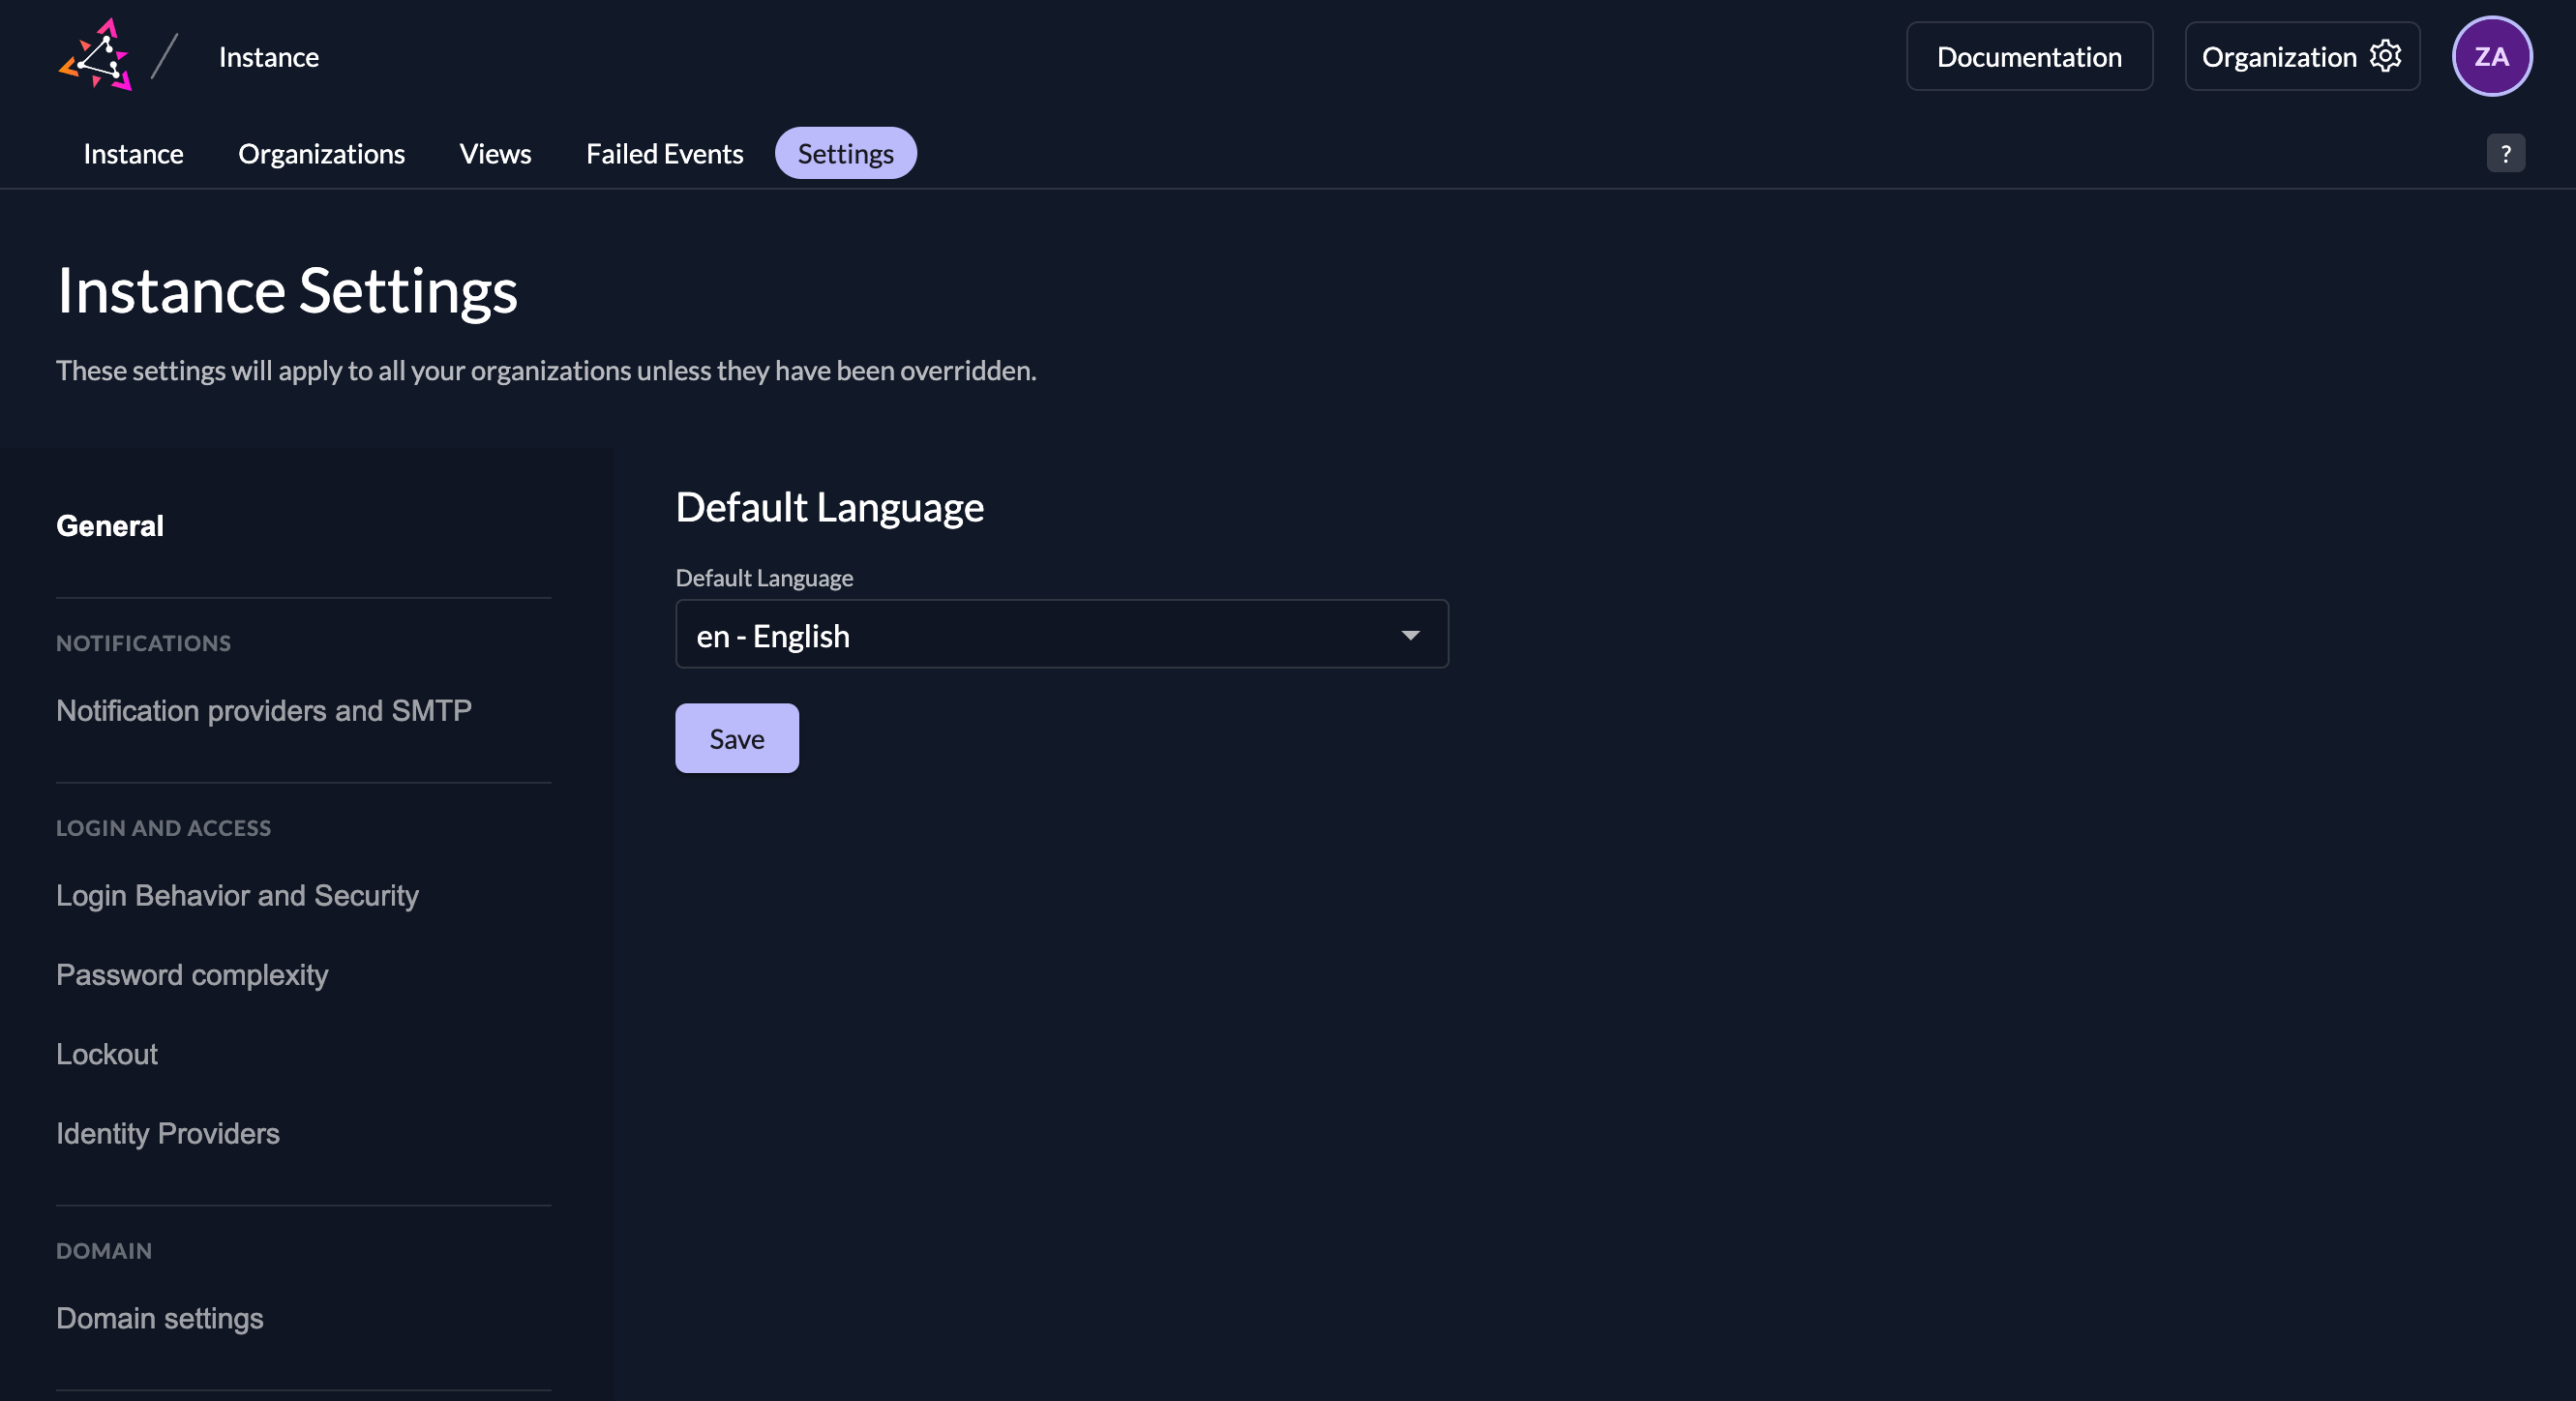 Instance
Documentation
Organization
ZA
Instance
Organizations
Views
Failed Events
Settings
?
Instance Settings
These settings will apply to all your organizations unless they have been overridden.
General
NOTIFICATIONS
Notification providers and SMTP
LOGIN AND ACCESS
Login Behavior and Security
Password complexity
Lockout
Identity Providers
DOMAIN
Domain settings
Default Language
Default Language
en - English
Save